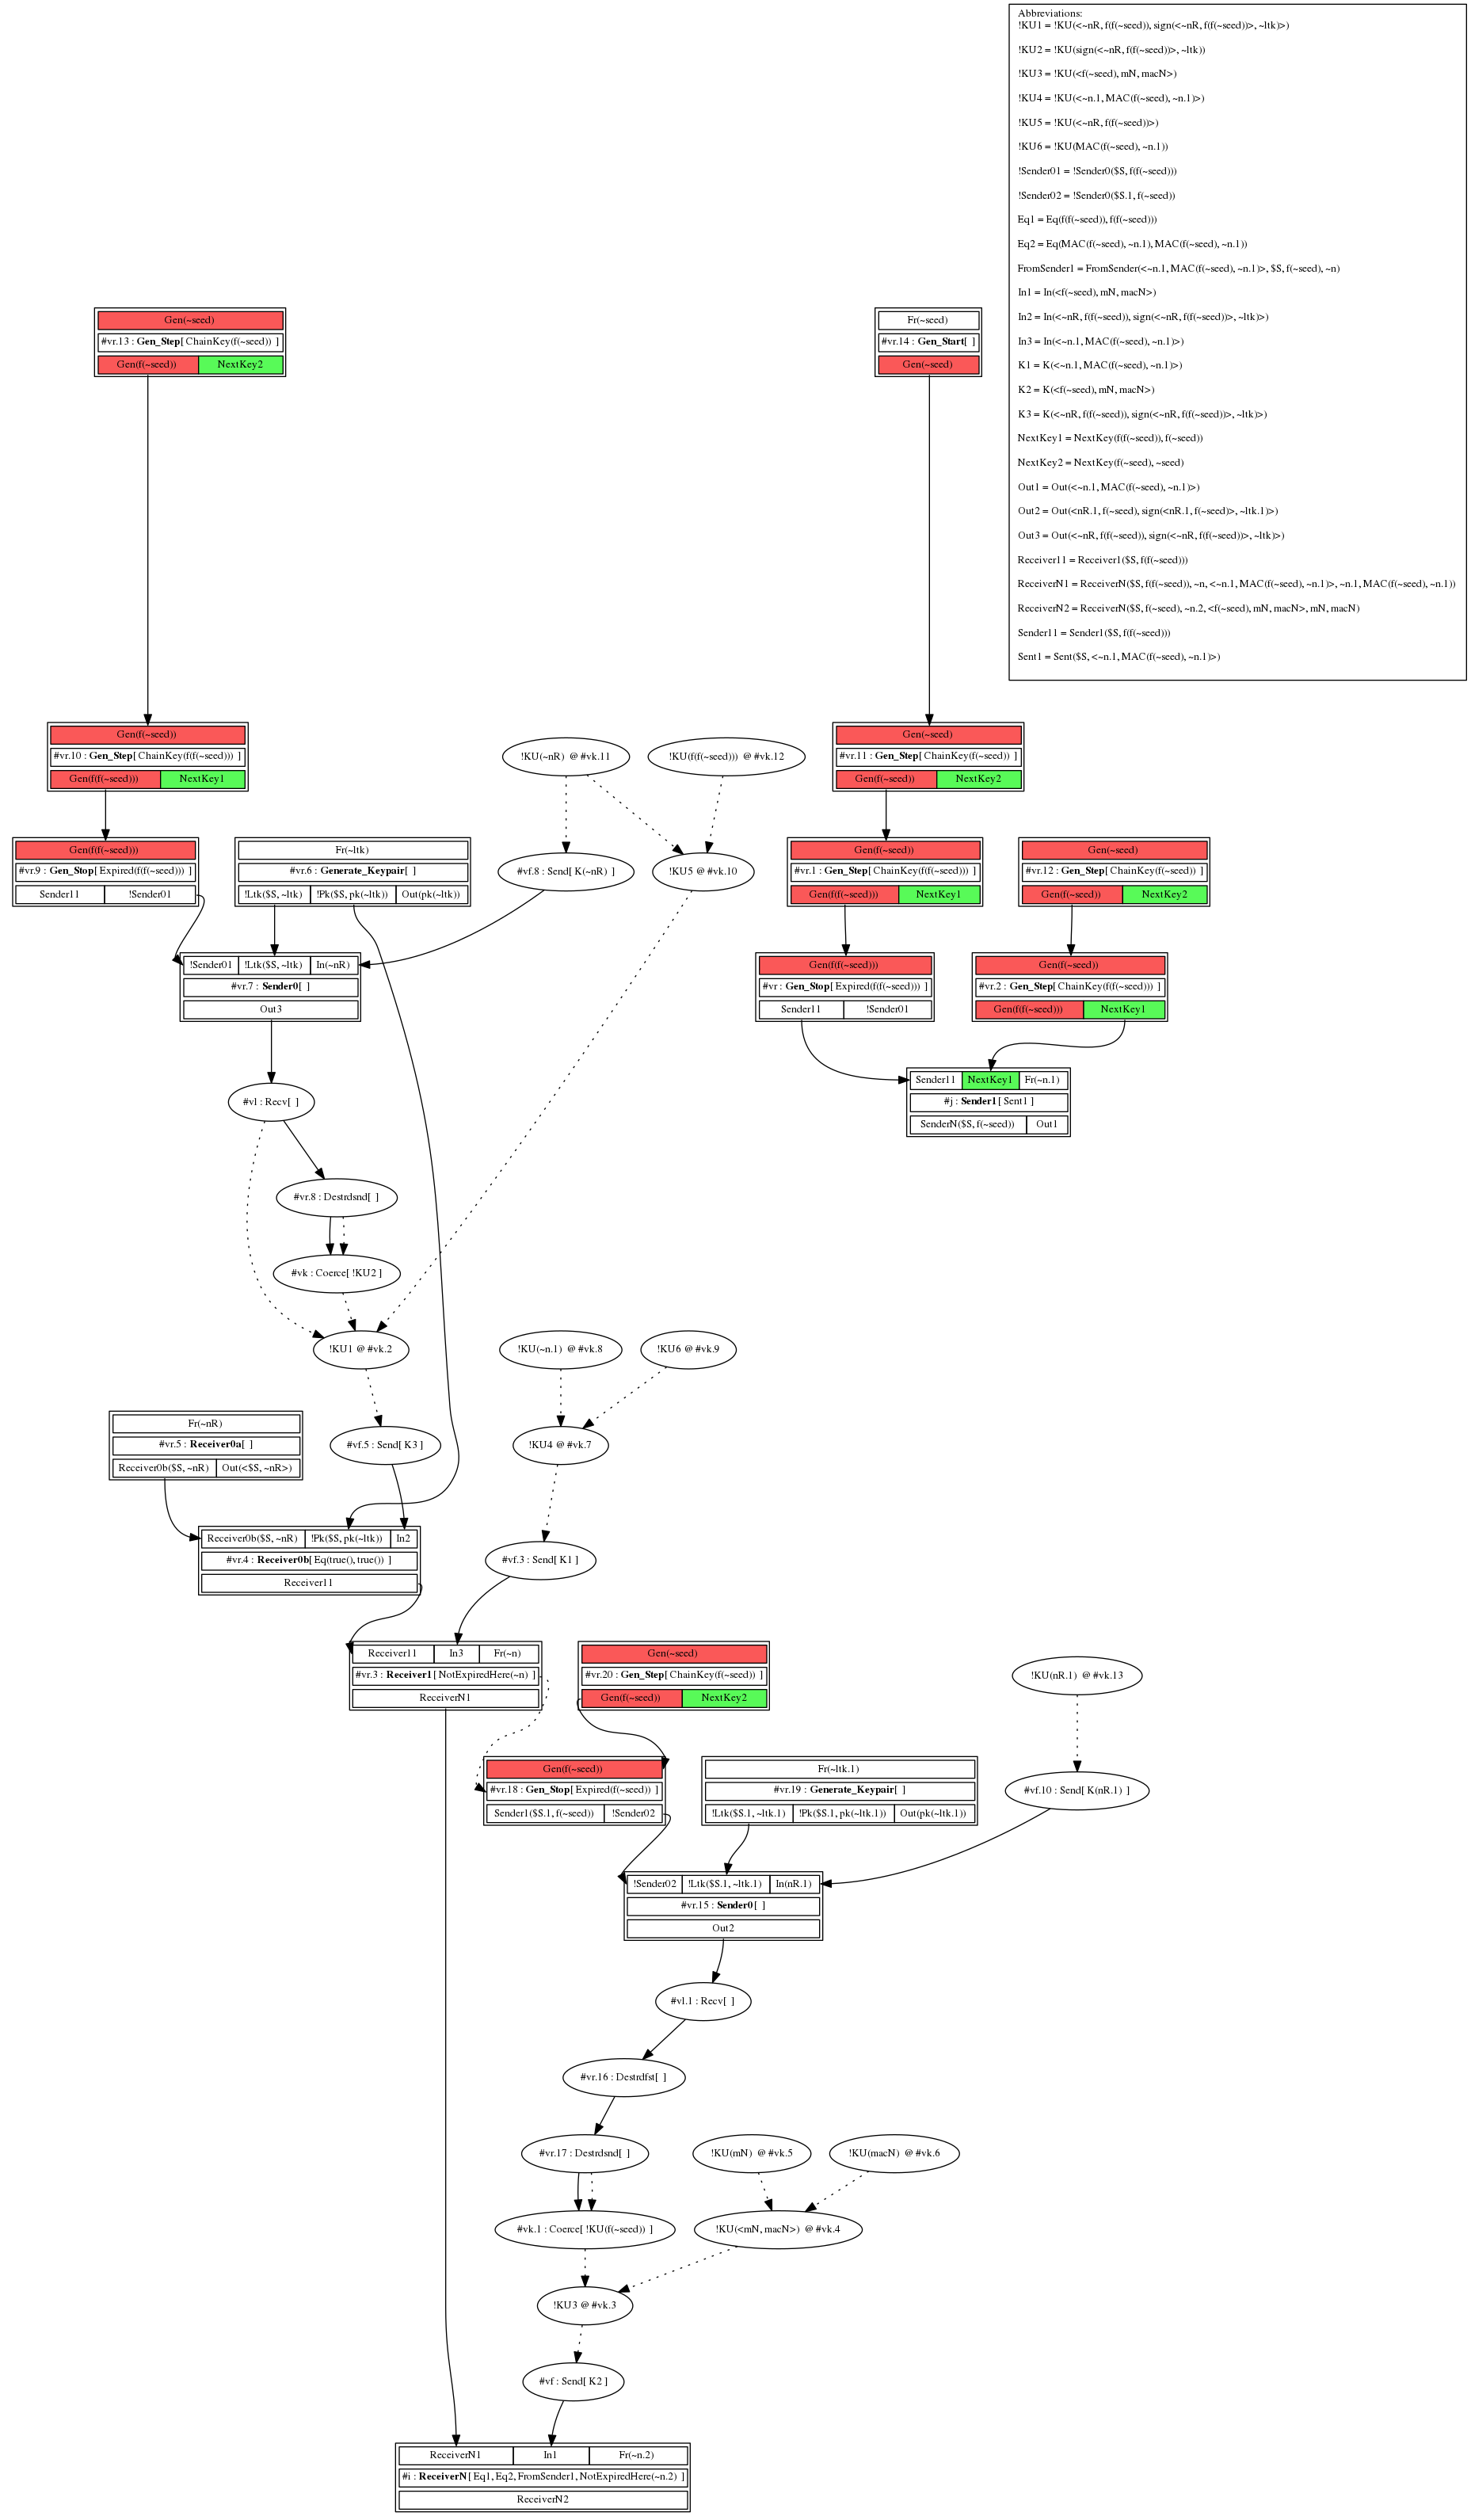 Abbreviations:
!KU1 = !KU(<~nR, f(f(~seed)), sign(<~nR, f(f(~seed))>, ~ltk)>)
!KU2 = !KU(sign(<~nR, f(f(~seed))>, ~ltk))
!KU3 = !KU(<f(~seed), mN, macN>)
!KU4 = !KU(<~n.1, MAC(f(~seed), ~n.1)>)
!KU5 = !KU(<~nR, f(f(~seed))>)
!KU6 = !KU(MAC(f(~seed), ~n.1))
!Sender01 = !Sender0($S, f(f(~seed)))
!Sender02 = !Sender0($S.1, f(~seed))
Eq1 = Eq(f(f(~seed)), f(f(~seed)))
Eq2 = Eq(MAC(f(~seed), ~n.1), MAC(f(~seed), ~n.1))
FromSender1 = FromSender(<~n.1, MAC(f(~seed), ~n.1)>, $S, f(~seed), ~n)
In1 = In(<f(~seed), mN, macN>)
In2 = In(<~nR, f(f(~seed)), sign(<~nR, f(f(~seed))>, ~ltk)>)
In3 = In(<~n.1, MAC(f(~seed), ~n.1)>)
K1 = K(<~n.1, MAC(f(~seed), ~n.1)>)
K2 = K(<f(~seed), mN, macN>)
K3 = K(<~nR, f(f(~seed)), sign(<~nR, f(f(~seed))>, ~ltk)>)
NextKey1 = NextKey(f(f(~seed)), f(~seed))
NextKey2 = NextKey(f(~seed), ~seed)
Out1 = Out(<~n.1, MAC(f(~seed), ~n.1)>)
Out2 = Out(<nR.1, f(~seed), sign(<nR.1, f(~seed)>, ~ltk.1)>)
Out3 = Out(<~nR, f(f(~seed)), sign(<~nR, f(f(~seed))>, ~ltk)>)
Receiver11 = Receiver1($S, f(f(~seed)))
ReceiverN1 = ReceiverN($S, f(f(~seed)), ~n, <~n.1, MAC(f(~seed), ~n.1)>, ~n.1, MAC(f(~seed), ~n.1))
ReceiverN2 = ReceiverN($S, f(~seed), ~n.2, <f(~seed), mN, macN>, mN, macN)
Sender11 = Sender1($S, f(f(~seed)))
Sent1 = Sent($S, <~n.1, MAC(f(~seed), ~n.1)>)
Gen(~seed)
#vr.13 : Gen_Step[ ChainKey(f(~seed)) ]
Gen(f(~seed)) NextKey2
Fr(~seed)
#vr.14 : Gen_Start[ ]
Gen(~seed)
Gen(f(~seed))
#vr.10 : Gen_Step[ ChainKey(f(f(~seed))) ]
Gen(f(f(~seed))) NextKey1
!KU(~nR) @ #vk.11
!KU(f(f(~seed))) @ #vk.12
Gen(~seed)
#vr.11 : Gen_Step[ ChainKey(f(~seed)) ]
Gen(f(~seed)) NextKey2
Gen(f(f(~seed)))
#vr.9 : Gen_Stop[ Expired(f(f(~seed))) ]
Sender11 !Sender01
Fr(~ltk)
#vr.6 : Generate_Keypair[ ]
!Ltk($S, ~ltk) !Pk($S, pk(~ltk)) Out(pk(~ltk))
#vf.8 : Send[ K(~nR) ]
!KU5 @ #vk.10
Gen(f(~seed))
#vr.1 : Gen_Step[ ChainKey(f(f(~seed))) ]
Gen(f(f(~seed))) NextKey1
Gen(~seed)
#vr.12 : Gen_Step[ ChainKey(f(~seed)) ]
Gen(f(~seed)) NextKey2
!Sender01 !Ltk($S, ~ltk) In(~nR)
#vr.7 : Sender0[ ]
Out3
Gen(f(f(~seed)))
#vr : Gen_Stop[ Expired(f(f(~seed))) ]
Sender11 !Sender01
Gen(f(~seed))
#vr.2 : Gen_Step[ ChainKey(f(f(~seed))) ]
Gen(f(f(~seed))) NextKey1
Sender11 NextKey1 Fr(~n.1)
#j : Sender1[ Sent1 ]
SenderN($S, f(~seed)) Out1
#vl : Recv[ ]
#vr.8 : Destrdsnd[ ]
#vk : Coerce[ !KU2 ]
!KU1 @ #vk.2
!KU(~n.1) @ #vk.8
!KU6 @ #vk.9
Fr(~nR)
#vr.5 : Receiver0a[ ]
Receiver0b($S, ~nR) Out(<$S, ~nR>)
#vf.5 : Send[ K3 ]
!KU4 @ #vk.7
Receiver0b($S, ~nR) !Pk($S, pk(~ltk)) In2
#vr.4 : Receiver0b[ Eq(true(), true()) ]
Receiver11
#vf.3 : Send[ K1 ]
Receiver11 In3 Fr(~n)
#vr.3 : Receiver1[ NotExpiredHere(~n) ]
ReceiverN1
Gen(~seed)
#vr.20 : Gen_Step[ ChainKey(f(~seed)) ]
Gen(f(~seed)) NextKey2
!KU(nR.1) @ #vk.13
Gen(f(~seed))
#vr.18 : Gen_Stop[ Expired(f(~seed)) ]
Sender1($S.1, f(~seed)) !Sender02
Fr(~ltk.1)
#vr.19 : Generate_Keypair[ ]
!Ltk($S.1, ~ltk.1) !Pk($S.1, pk(~ltk.1)) Out(pk(~ltk.1))
#vf.10 : Send[ K(nR.1) ]
!Sender02 !Ltk($S.1, ~ltk.1) In(nR.1)
#vr.15 : Sender0[ ]
Out2
#vl.1 : Recv[ ]
#vr.16 : Destrdfst[ ]
#vr.17 : Destrdsnd[ ]
!KU(mN) @ #vk.5
!KU(macN) @ #vk.6
#vk.1 : Coerce[ !KU(f(~seed)) ]
!KU(<mN, macN>) @ #vk.4
!KU3 @ #vk.3
#vf : Send[ K2 ]
ReceiverN1 In1 Fr(~n.2)
#i : ReceiverN[ Eq1, Eq2, FromSender1, NotExpiredHere(~n.2) ]
ReceiverN2